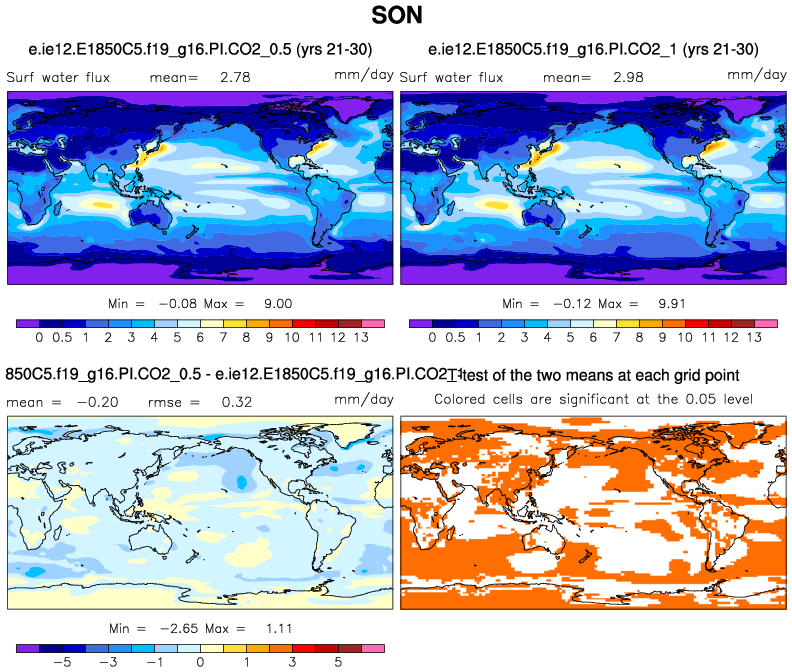 SON
e.ie12.E1850C5.f19_g16.PI.CO2_0.5 (yrs 21-30)
Surf water flux mean= 2.78 mm/day
Min = -0.08 Max = 9.00
0 0.5 1 2 3 4 5 6 7 8 9 10 11 12 13
e.ie12.E1850C5.f19_g16.PI.CO2_1 (yrs 21-30)
Surf water flux mean= 2.98 mm/day
Min = -0.12 Max = 9.91
0 0.5 1 2 3 4 5 6 7 8 9 10 11 12 13
850C5.f19_g16.PI.CO2_0.5 - e.ie12.E1850C5.f19_g16.PI.CO2_1
mean = -0.20 rmse = 0.32 mm/day
Min = -2.65 Max = 1.11
-5 -3 -1 0 1 3 5
T-test of the two means at each grid point
Colored cells are significant at the 0.05 level